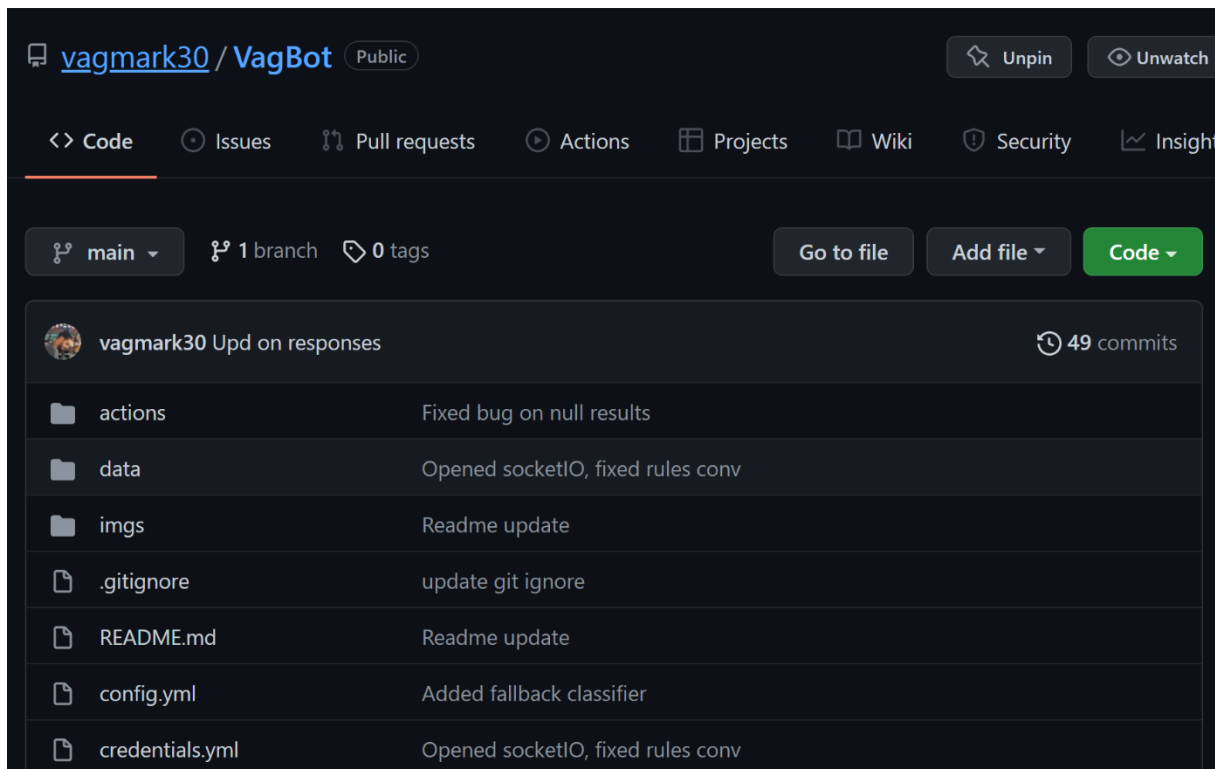 vagmark30 / VagBot Public Unpin Unwatch
Code Issues Pull requests Actions Projects Wiki Security Insight
main 1 branch 0 tags Go to file Add file Code
vagmark30 Upd on responses 49 commits
actions Fixed bug on null results
data Opened socketIO, fixed rules conv
imgs Readme update
.gitignore update git ignore
README.md Readme update
config.yml Added fallback classifier
credentials.yml Opened socketIO, fixed rules conv